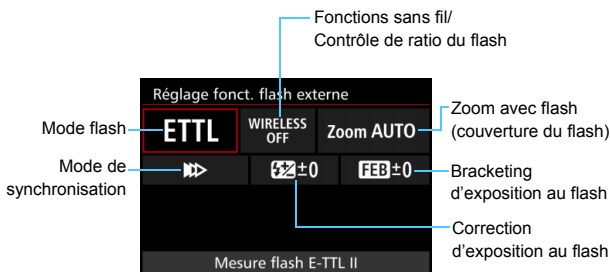 Fonctions sans fil/
Contrôle de ratio du flash
Réglage fonct. flash externe
Mode flash
ETTL
WIRELESS
OFF
Zoom AUTO
Zoom avec flash
(couverture du flash)
Mode de
synchronisation
±0
FEB±0
Bracketing
d'exposition au flash
Correction
d'exposition au flash
Mesure flash E-TTL II